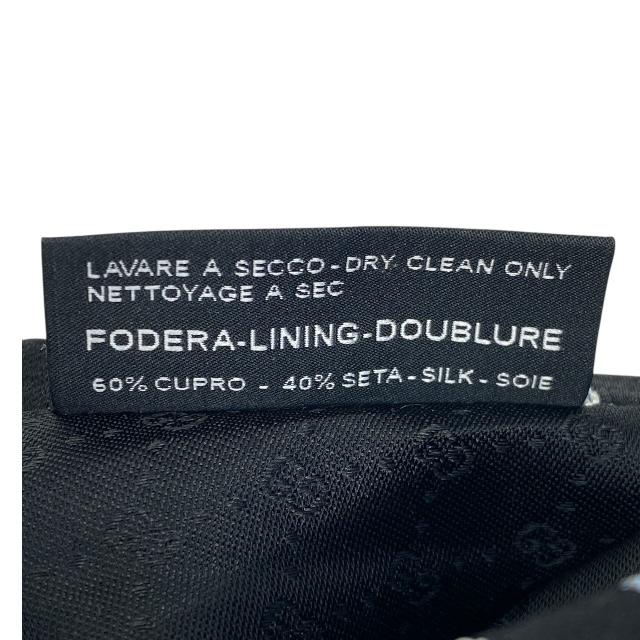 LAVARE A SECCO-DRY CLEAN ONLY
NETTOYAGE A SEC
FODERA-LINING-DOUBLURE
60% CUPRO - 40% SETA-SILK-SOIE